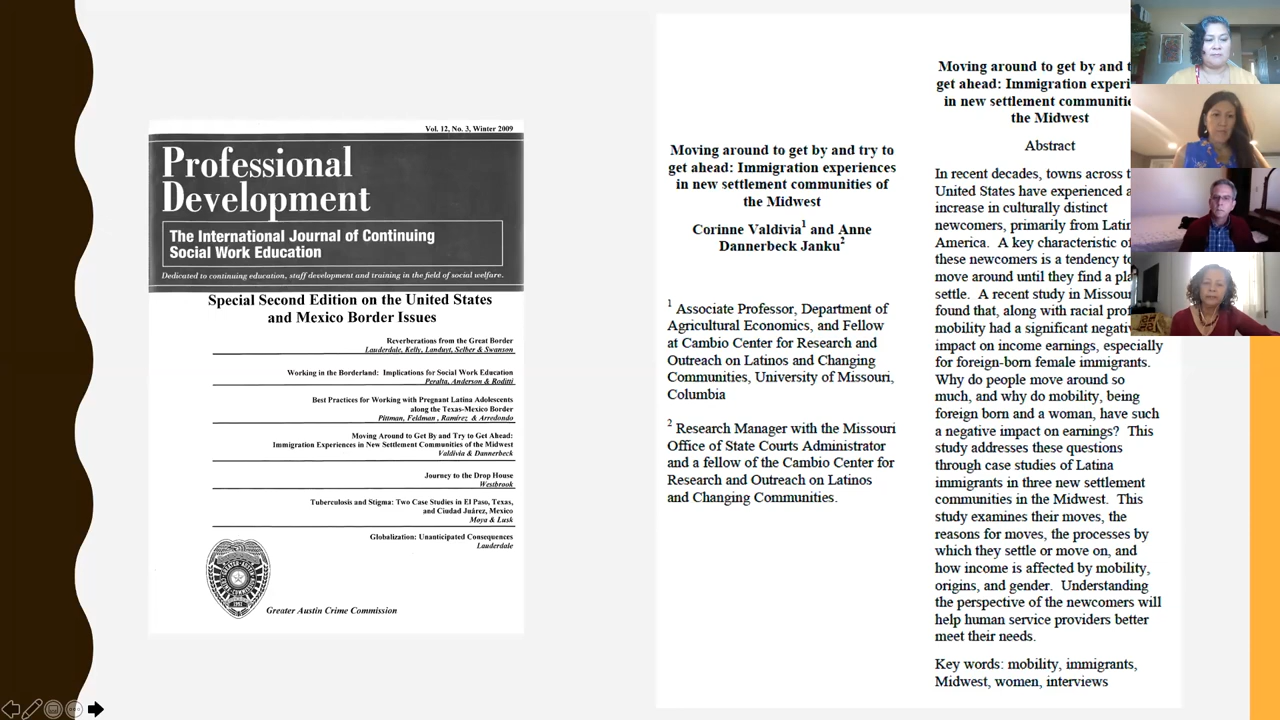 Vol. 12, No. 3, Winter 2009
Professional
Development
The International Journal of Continuing
Social Work Education
Dedicated to continuing education, staff development and training in the field of social welfare.
Special Second Edition on the United States
and Mexico Border Issues
Reverberations from the Great Border
Lauderdale, Kelly, Landuyt, Selber & Swanson
Working in the Borderland: Implications for Social Work Education
Peralta, Anderson & Roditti
Best Practices for Working with Pregnant Latina Adolescents
along the Texas-Mexico Border
Pittman, Feldman , Ramírez & Arredondo
Moving Around to Get By and Try to Get Ahead:
Immigration Experiences in New Settlement Communities of the Midwest
Valdivia & Dannerbeck
Journey to the Drop House
Westbrook
Tuberculosis and Stigma: Two Case Studies in El Paso, Texas,
and Ciudad Juárez, Mexico
Moya & Lusk
Globalization: Unanticipated Consequences
Lauderdale
Greater Austin Crime Commission
Moving around to get by and try to
get ahead: Immigration experiences
in new settlement communities of
the Midwest
Corinne Valdivia1 and Anne
Dannerbeck Janku2
1 Associate Professor, Department of
Agricultural Economics, and Fellow
at Cambio Center for Research and
Outreach on Latinos and Changing
Communities, University of Missouri,
Columbia
2 Research Manager with the Missouri
Office of State Courts Administrator
and a fellow of the Cambio Center for
Research and Outreach on Latinos
and Changing Communities.
Moving around to get by and
get ahead: Immigration
in new settlement
the Midwest
Abstract
In recent decades, towns across
United States have experienced
increase in culturally distinct
newcomers, primarily from
America. A key characteristic
these newcomers is a tendency
move around until they find a
settle. A recent study in
found that, along with racial
mobility had a significant
impact on income earnings, especially
for foreign-born female immigrants.
Why do people move around so
much, and why do mobility, being
foreign born and a woman, have such
a negative impact on earnings? This
study addresses these questions
through case studies of Latina
immigrants in three new settlement
communities in the Midwest. This
study examines their moves, the
reasons for moves, the processes by
which they settle or move on, and
how income is affected by mobility,
origins, and gender. Understanding
the perspective of the newcomers will
help human service providers better
meet their needs.
Key words: mobility, immigrants,
Midwest, women, interviews